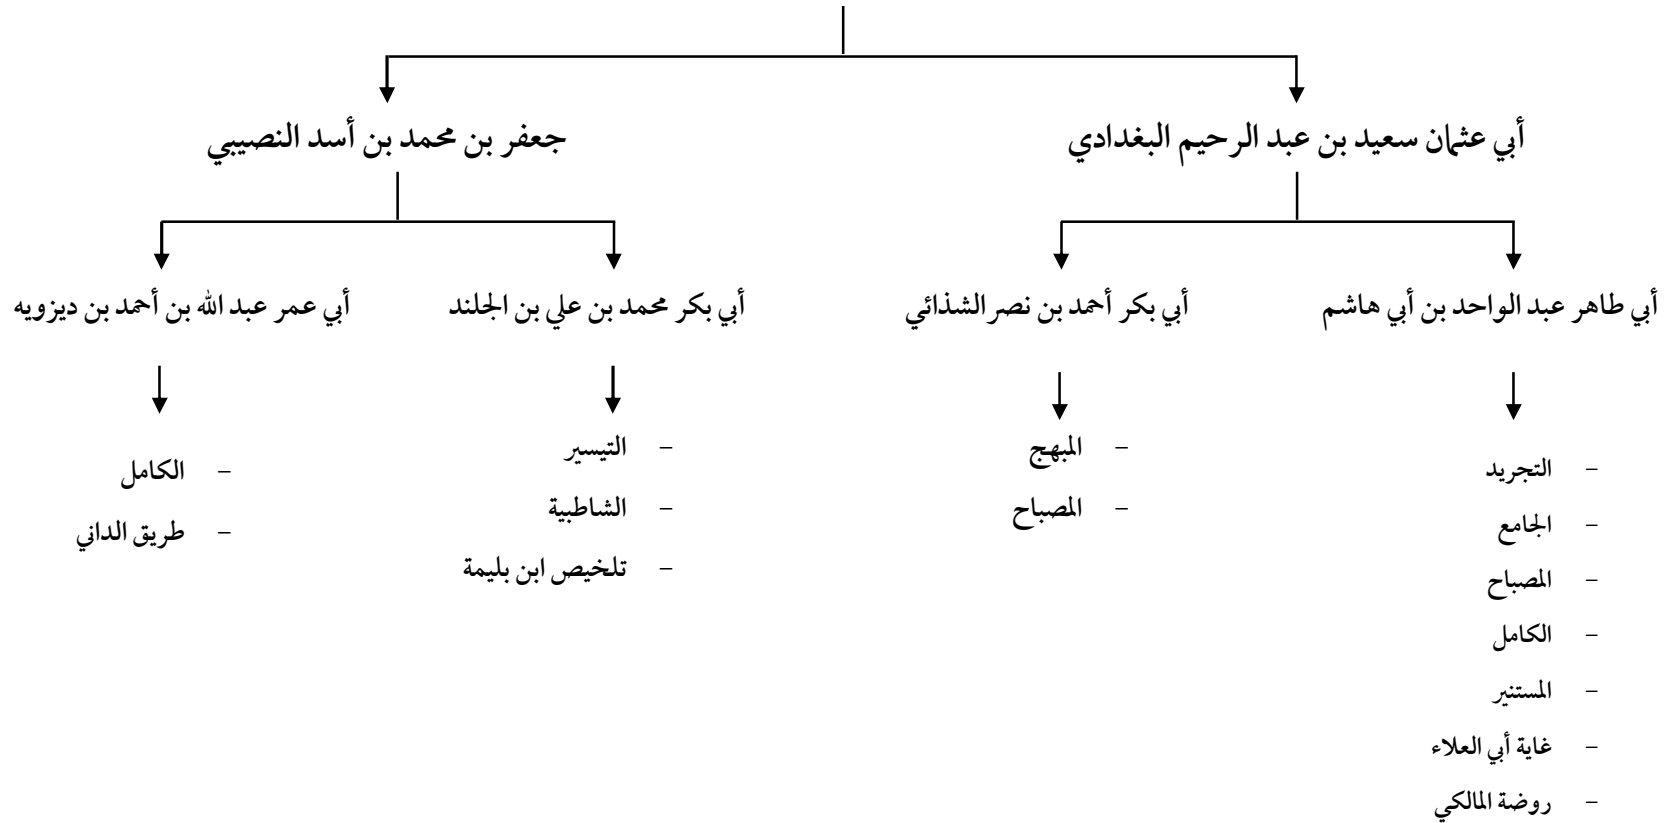 أبي عثمان سعيد بن عبد الرحيم البغدادي
جعفر بن محمد بن أسد النصيبي
أبي طاهر عبد الواحد بن أبي هاشم
أبي بكر أحمد بن نصر الشذائي
أبي بكر محمد بن علي بن الجلند
أبي عمر عبد الله بن أحمد بن ديزويه
– التجريد
– الجامع
– المصباح
– الكامل
– المستنير
– غاية أبي العلاء
– روضة المالكي
– المبهج
– المصباح
– التيسير
– الشاطبية
– تلخيص ابن بليمة
– الكامل
– طريق الداني